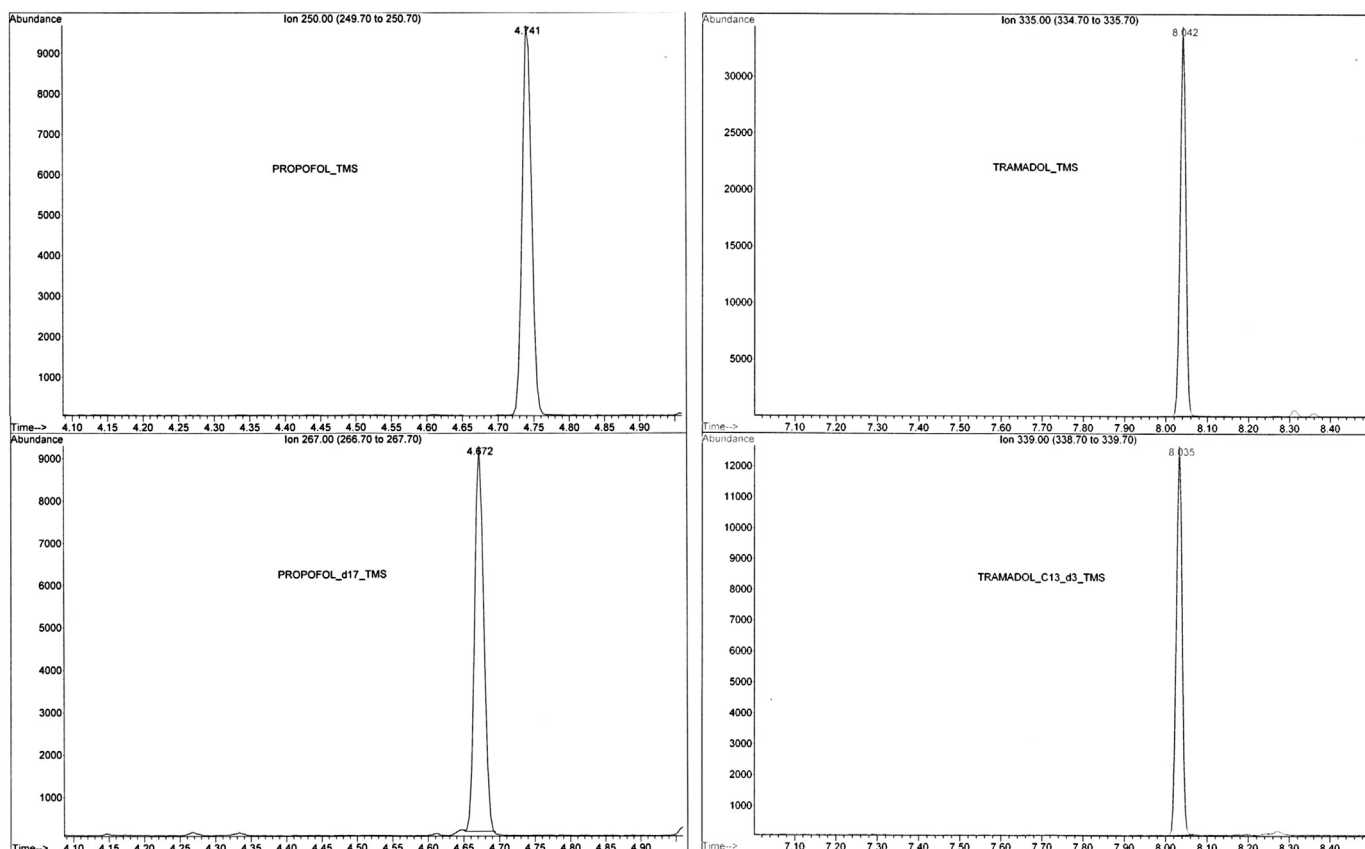 Abundance
Ion 250.00 (249.70 to 250.70)
4.741
9000
8000
7000
6000
5000
4000
3000
2000
1000
PROPOFOL_TMS
Time-->
4.10 4.15 4.20 4.25 4.30 4.35 4.40 4.45 4.50 4.55 4.60 4.65 4.70 4.75 4.80 4.85 4.90
Abundance
Ion 267.00 (266.70 to 267.70)
4.672
9000
8000
7000
6000
5000
4000
3000
2000
1000
PROPOFOL_d17_TMS
Time-->
4.10 4.15 4.20 4.25 4.30 4.35 4.40 4.45 4.50 4.55 4.60 4.65 4.70 4.75 4.80 4.85 4.90
Abundance
Ion 335.00 (334.70 to 335.70)
8.042
30000
25000
20000
15000
10000
5000
TRAMADOL_TMS
Time-->
7.10 7.20 7.30 7.40 7.50 7.60 7.70 7.80 7.90 8.00 8.10 8.20 8.30 8.40
Abundance
Ion 339.00 (338.70 to 339.70)
8.035
12000
11000
10000
9000
8000
7000
6000
5000
4000
3000
2000
1000
TRAMADOL_C13_d3_TMS
Time-->
7.10 7.20 7.30 7.40 7.50 7.60 7.70 7.80 7.90 8.00 8.10 8.20 8.30 8.40